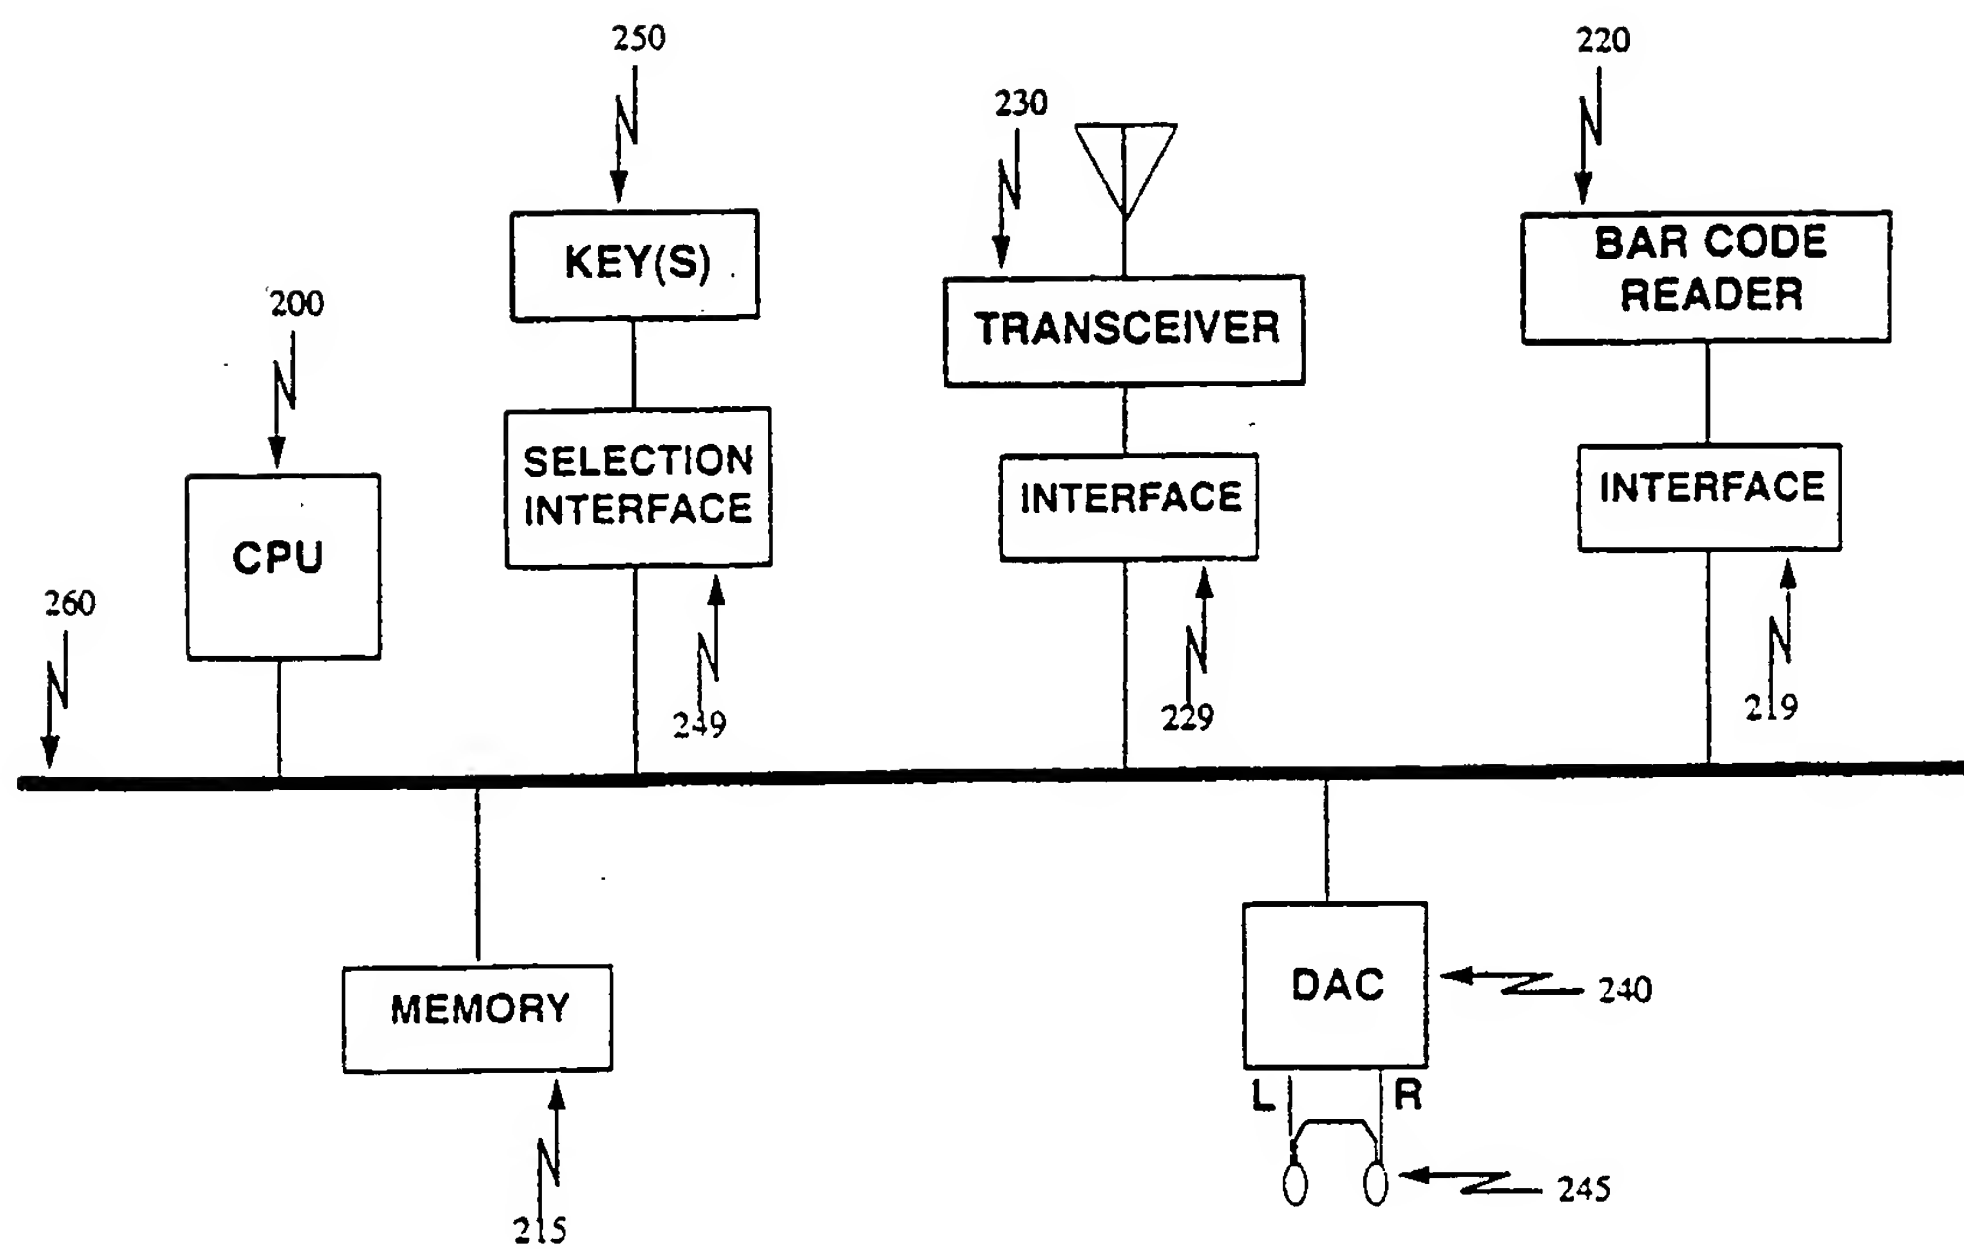 250
220
230
KEY(S)
BAR CODE
READER
200
TRANSCEIVER
SELECTION
INTERFACE
INTERFACE
INTERFACE
CPU
260
249
229
219
MEMORY
DAC
240
L
R
245
215